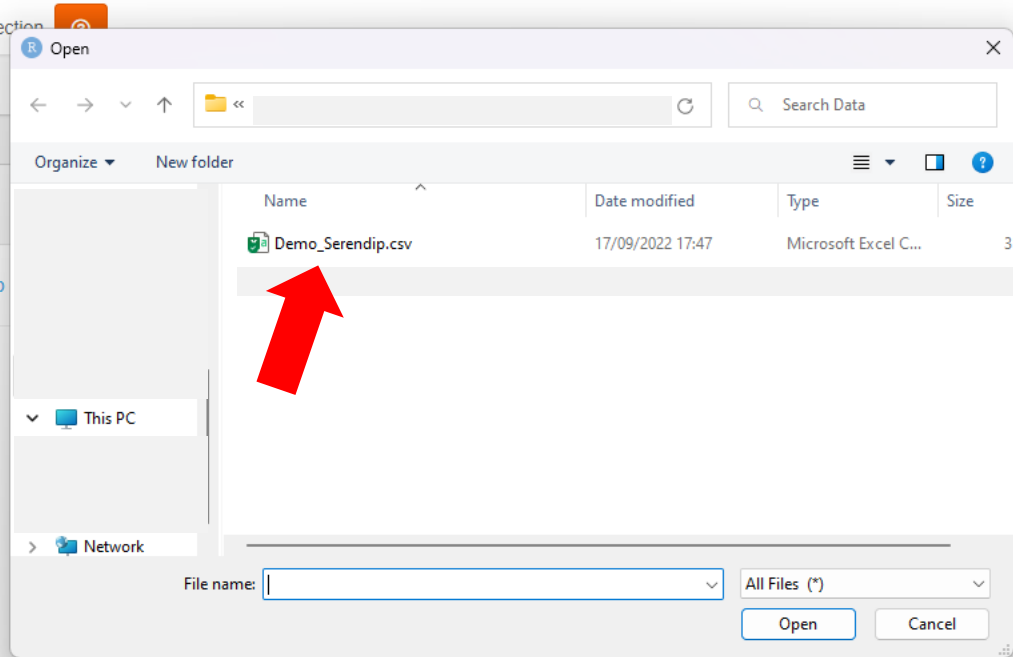 ection
R Open
«
Search Data
Organize
New folder
?
Name
Date modified
Type
Size
Demo_Serendip.csv
17/09/2022 17:47
Microsoft Excel C...
3
This PC
Network
File name:
All Files (*)
Open
Cancel